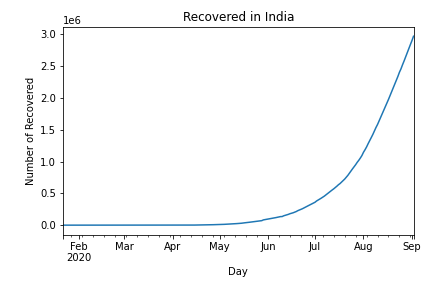 Recovered in India
1e6
3.0
2.5
2.0
1.5
1.0
0.5
0.0
Number of Recovered
Feb Mar Apr May Jun Jul Aug Sep
2020
Day